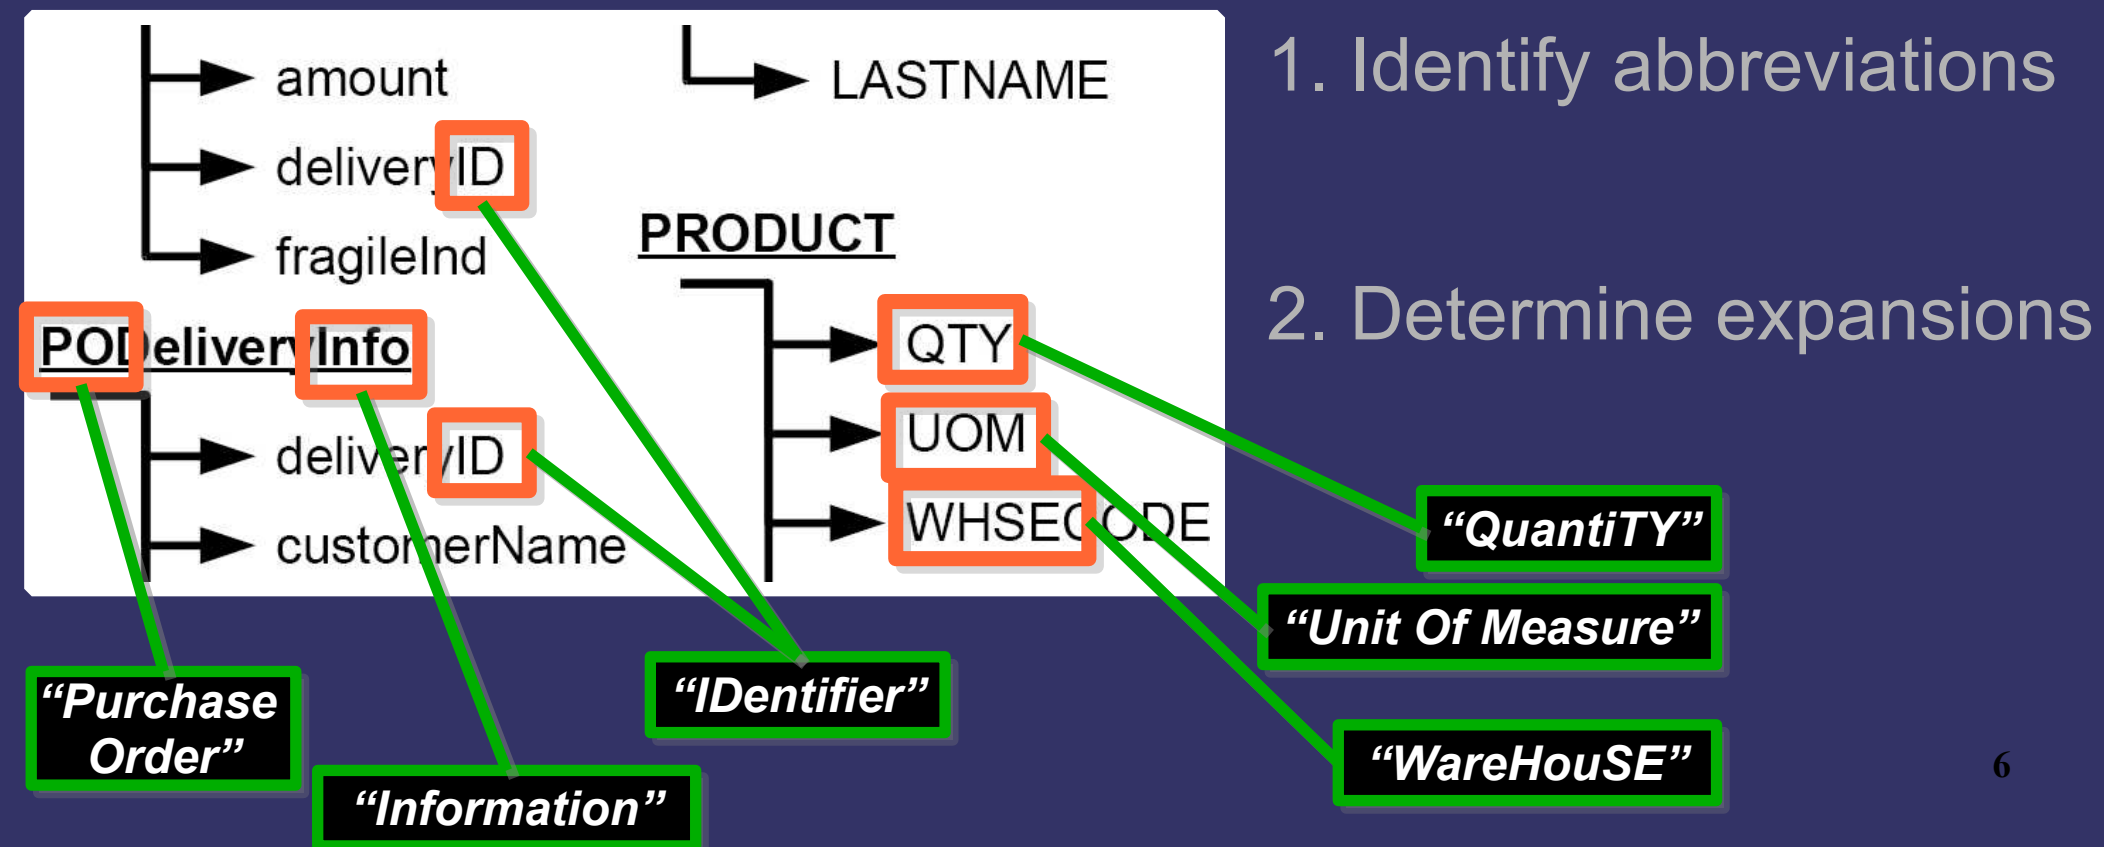 amount
deliveryID
fragileInd
PODeliveryInfo
deliveryID
customerName
LASTNAME
PRODUCT
QTY
UOM
WHSECODE
1. Identify abbreviations
2. Determine expansions
“QuantiTY”
“Unit Of Measure”
“WareHouSE”
“IDentifier”
“Purchase
Order”
“Information”
6